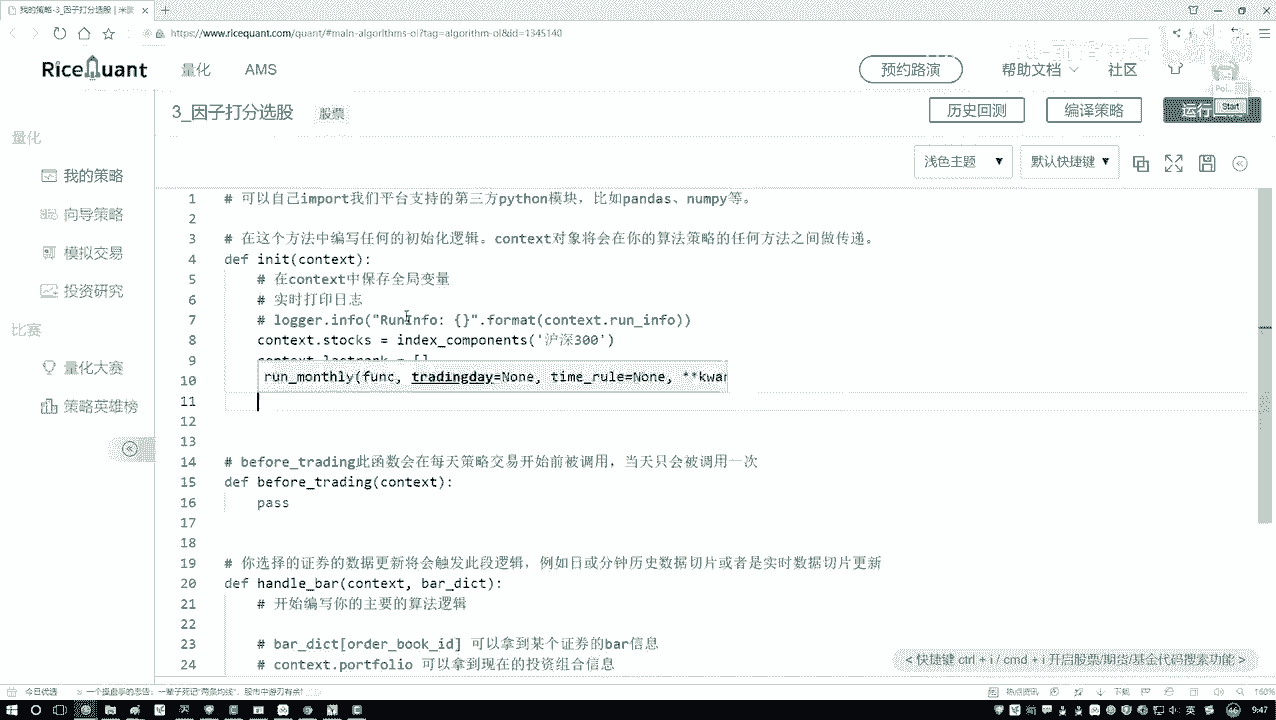 我的策略-3_因子打分选股 | 米筐
https://www.ricequant.com/quant/#main-algorithms-ol?tag=algorithm-ol&id=1345140
RiceQuant 量化 AMS 预约路演 帮助文档 社区
3_因子打分选股 股票 历史回测 编译策略 运行 Start
量化
我的策略
向导策略
模拟交易
投资研究
比赛
量化大赛
策略英雄榜
浅色主题 默认快捷键
1 # 可以自己import我们平台支持的第三方python模块，比如pandas、numpy等。
2
3 # 在这个方法中编写任何的初始化逻辑。context对象将会在你的算法策略的任何方法之间做传递。
4 def init(context):
5 # 在context中保存全局变量
6 # 实时打印日志
7 # logger.info("RunInfo: {}".format(context.run_info))
8 context.stocks = index_components('沪深300')
9 context.lastrank = []
10 run_monthly(func, tradingday=None, time_rule=None, **kwar
11
12
13
14 # before_trading此函数会在每天策略交易开始前被调用，当天只会被调用一次
15 def before_trading(context):
16 pass
17
18
19 # 你选择的证券的数据更新将会触发此段逻辑，例如日或分钟历史数据切片或者是实时数据切片更新
20 def handle_bar(context, bar_dict):
21 # 开始编写你的主要的算法逻辑
22
23 # bar_dict[order_book_id] 可以拿到某个证券的bar信息
24 # context.portfolio 可以拿到现在的投资组合信息
今日优选 热点资讯 下载 160%
英 9:47